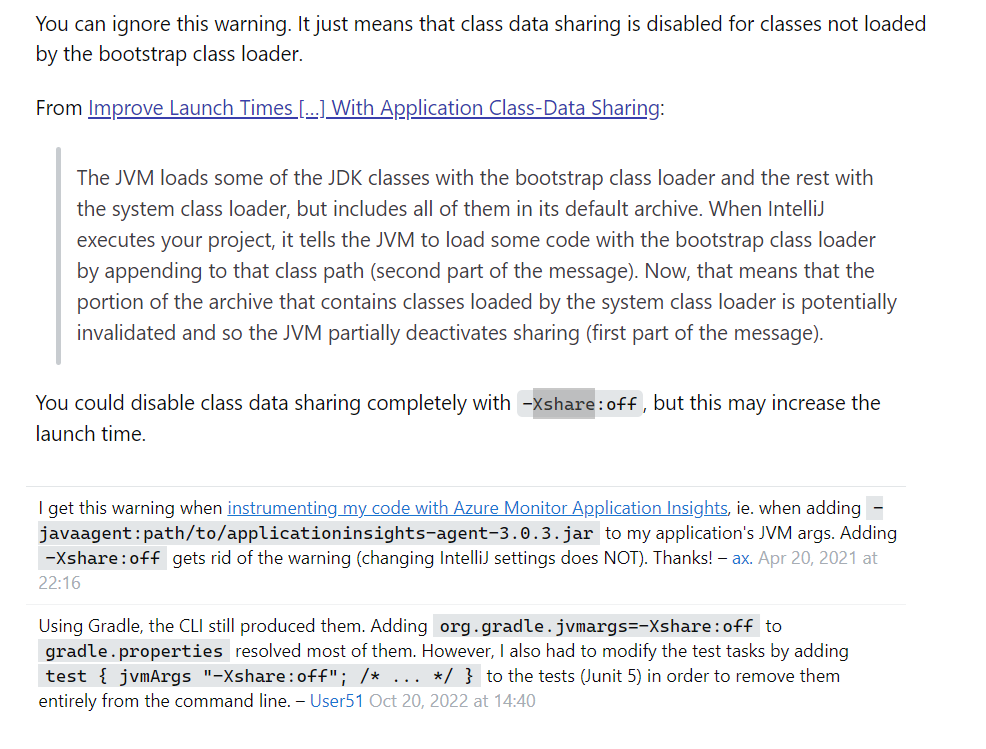 You can ignore this warning. It just means that class data sharing is disabled for classes not loaded
by the bootstrap class loader.
From Improve Launch Times [...] With Application Class-Data Sharing:
The JVM loads some of the JDK classes with the bootstrap class loader and the rest with
the system class loader, but includes all of them in its default archive. When IntelliJ
executes your project, it tells the JVM to load some code with the bootstrap class loader
by appending to that class path (second part of the message). Now, that means that the
portion of the archive that contains classes loaded by the system class loader is potentially
invalidated and so the JVM partially deactivates sharing (first part of the message).
You could disable class data sharing completely with -Xshare:off, but this may increase the
launch time.
I get this warning when instrumenting my code with Azure Monitor Application Insights, ie. when adding -
javaagent:path/to/applicationinsights-agent-3.0.3.jar to my application's JVM args. Adding
-Xshare:off gets rid of the warning (changing IntelliJ settings does NOT). Thanks! – ax. Apr 20, 2021 at
22:16
Using Gradle, the CLI still produced them. Adding org.gradle.jvmargs=-Xshare:off to
gradle.properties resolved most of them. However, I also had to modify the test tasks by adding
test { jvmArgs "-Xshare:off"; /* ... */ } to the tests (Junit 5) in order to remove them
entirely from the command line. – User51 Oct 20, 2022 at 14:40